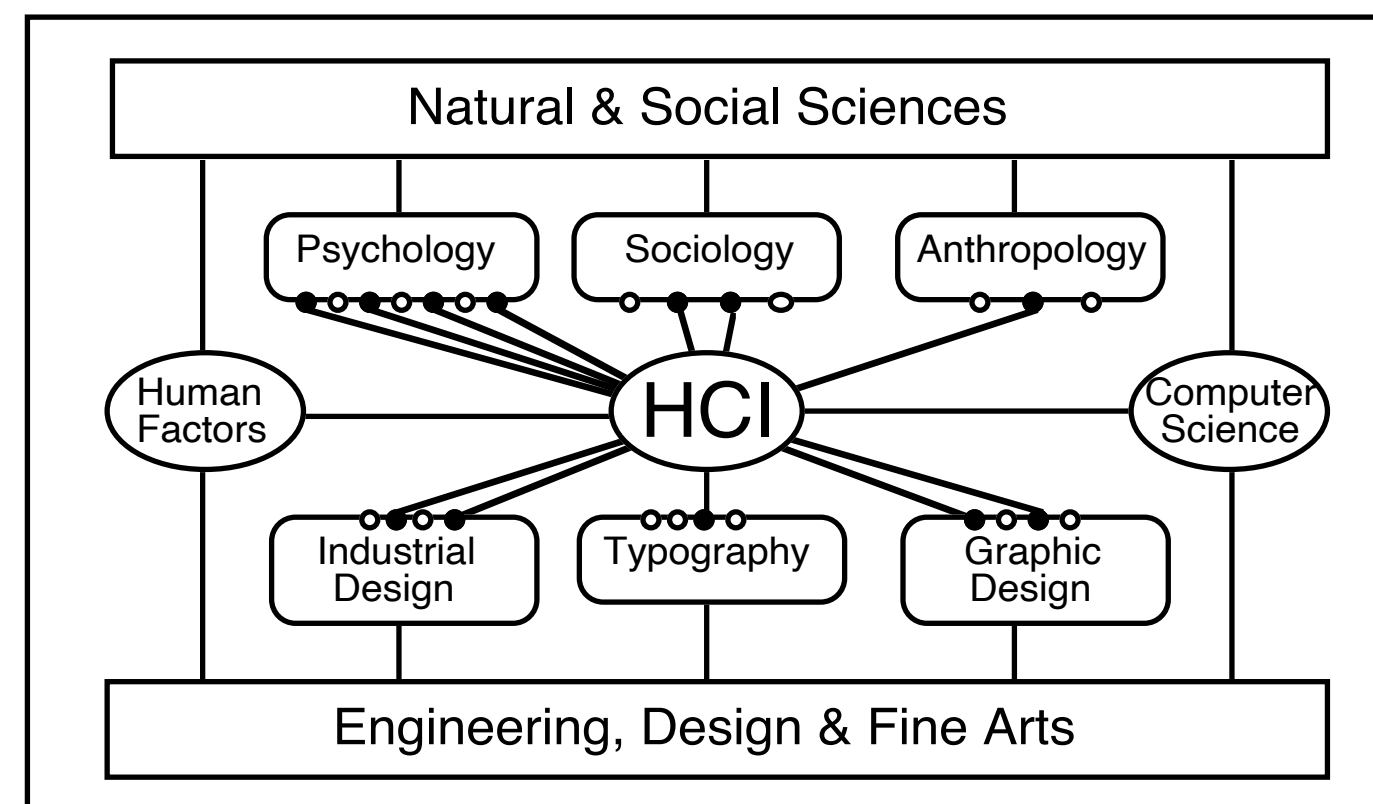 Natural & Social Sciences
Psychology
Sociology
Anthropology
Human
Factors
HCI
Computer
Science
Industrial
Design
Typography
Graphic
Design
Engineering, Design & Fine Arts